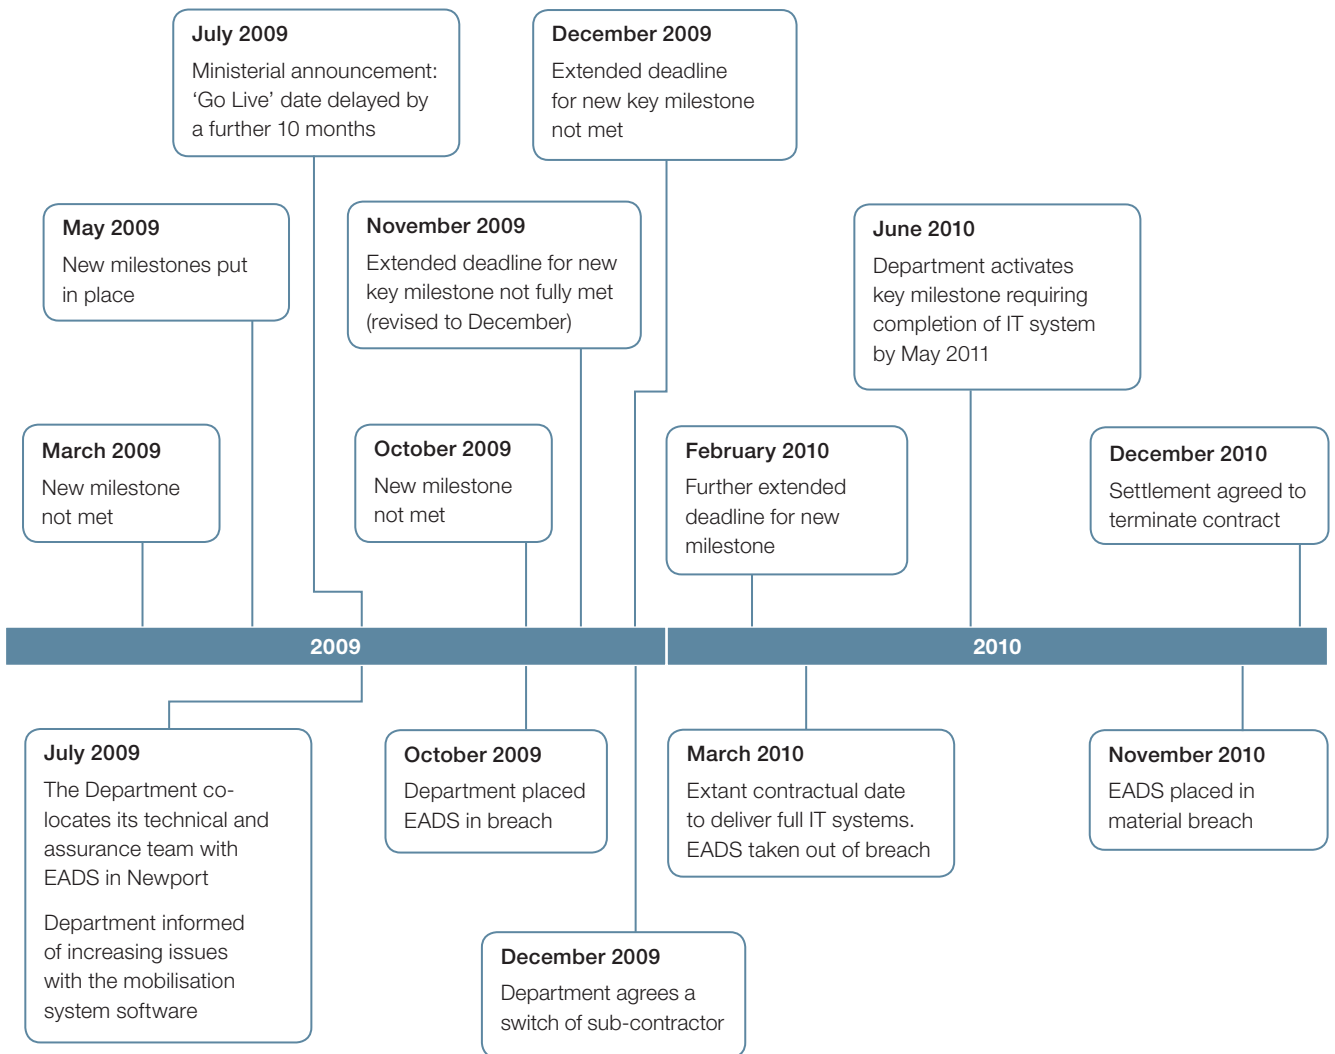 July 2009
Ministerial announcement:
‘Go Live’ date delayed by
a further 10 months
December 2009
Extended deadline
for new key milestone
not met
May 2009
New milestones put
in place
November 2009
Extended deadline for new
key milestone not fully met
(revised to December)
June 2010
Department activates
key milestone requiring
completion of IT system
by May 2011
March 2009
New milestone
not met
October 2009
New milestone
not met
February 2010
Further extended
deadline for new
milestone
December 2010
Settlement agreed to
terminate contract
2009
2010
July 2009
The Department co-
locates its technical and
assurance team with
EADS in Newport
Department informed
of increasing issues
with the mobilisation
system software
October 2009
Department placed
EADS in breach
March 2010
Extant contractual date
to deliver full IT systems.
EADS taken out of breach
November 2010
EADS placed in
material breach
December 2009
Department agrees a
switch of sub-contractor